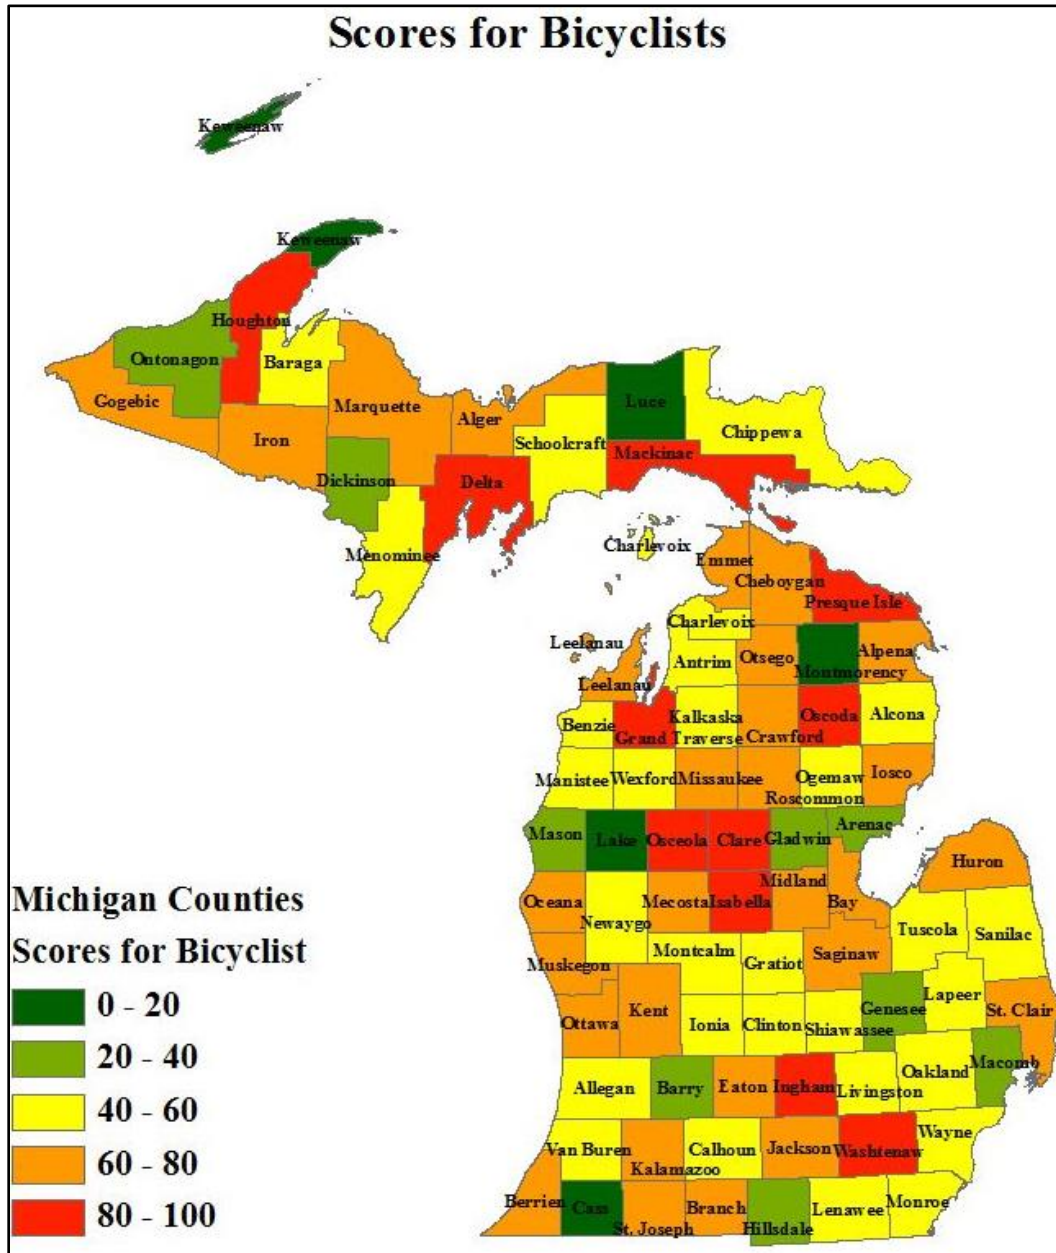 Scores for Bicyclists
Keweenaw
Keweenaw
Houghton
Ontonagon
Baraga
Gogebic
Marquette
Alger
Luce
Iron
Schoolcraft
Chippewa
Mackinac
Dickinson
Delta
Menominee
Charlevoix
Emmet
Cheboygan
Presque Isle
Charlevoix
Leelanau
Antrim
Otsego
Montmorency
Alpena
Leelanau
Benzie
Grand Traverse
Kalkaska
Crawford
Oscoda
Alcona
Manistee
Wexford
Missaukee
Roscommon
Ogemaw
Iosco
Mason
Lake
Osceola
Clare
Gladwin
Arenac
Huron
Oceana
Newaygo
Mecosta
Isabella
Midland
Bay
Tuscola
Sanilac
Muskegon
Montcalm
Gratiot
Saginaw
Lapeer
Genesee
St. Clair
Ottawa
Kent
Ionia
Clinton
Shiawassee
Allegan
Barry
Eaton
Ingham
Livingston
Oakland
Macomb
Van Buren
Kalamazoo
Calhoun
Jackson
Washtenaw
Wayne
Berrien
Cass
St. Joseph
Branch
Hillsdale
Lenawee
Monroe
Michigan Counties
Scores for Bicyclist
0 - 20
20 - 40
40 - 60
60 - 80
80 - 100